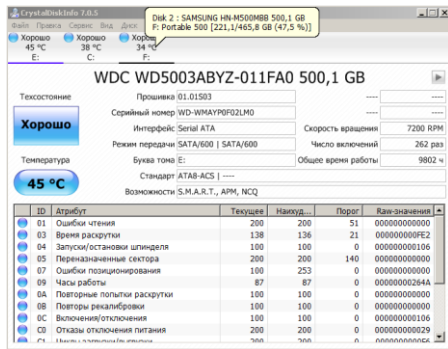 CrystalDiskInfo 7.0.5
Файл Правка Сервис Вид Диск
Disk 2 : SAMSUNG HN-M500MBB 500,1 GB
F: Portable 500 [221,1/465,8 GB (47,5 %)]
Хорошо Хорошо Хорошо
45 °C 38 °C 34 °C
E: C: F:
WDC WD5003ABYZ-011FA0 500,1 GB
Техсостояние Прошивка 01.01S03 ---- ----
Хорошо Серийный номер WD-WMAYP0F02LM0 ---- ----
Интерфейс Serial ATA Скорость вращения 7200 RPM
Режим передачи SATA/600 | SATA/600 Число включений 262 раз
Температура Буква тома E: Общее время работы 9802 ч
45 °C Стандарт ATA8-ACS | ----
Возможности S.M.A.R.T., APM, NCQ
ID Атрибут Текущее Наихуд... Порог Raw-значения
01 Ошибки чтения 200 200 51 000000000000
03 Время раскрутки 138 136 21 000000000FE2
04 Запуски/остановки шпинделя 100 100 0 000000000106
05 Переназначенные сектора 200 200 140 000000000000
07 Ошибки позиционирования 100 253 0 000000000000
09 Часы работы 87 87 0 00000000264A
0A Повторные попытки раскрутки 100 100 0 000000000000
0B Повторы рекалибровки 100 100 0 000000000000
0C Включения/отключения 100 100 0 000000000106
C0 Отказы отключения питания 200 200 0 000000000029
C1 200 200 0